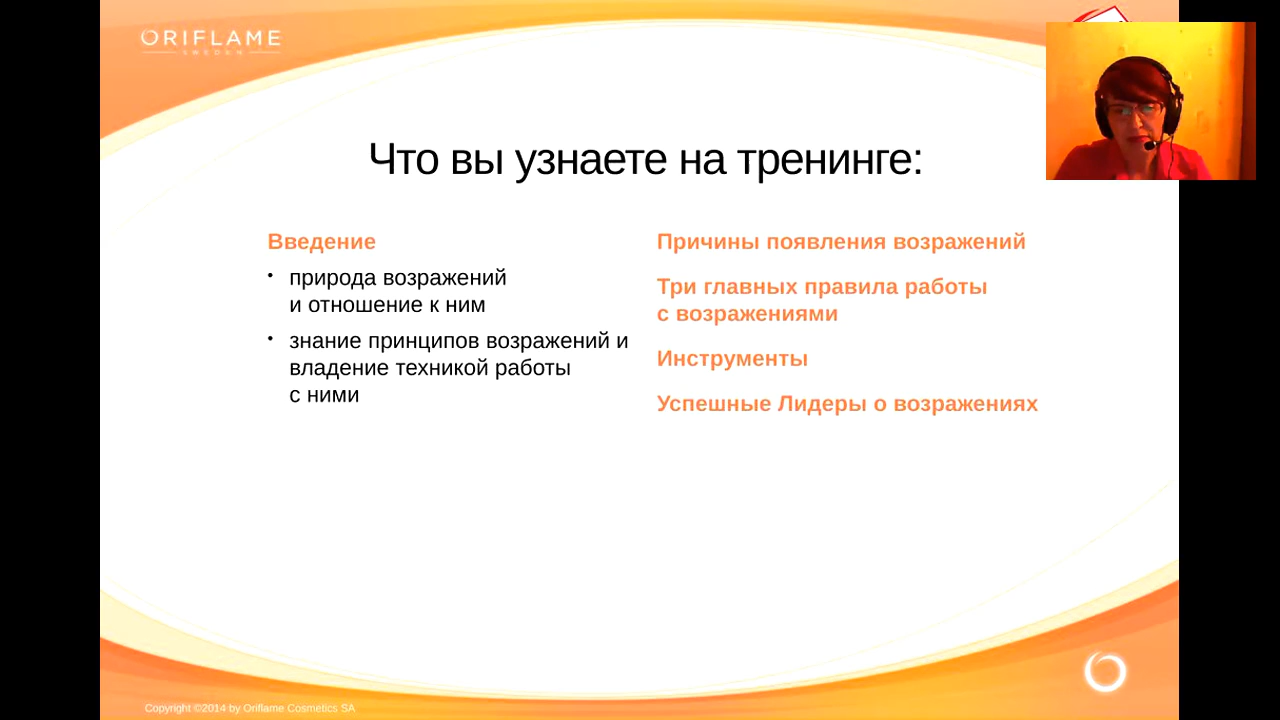 ORIFLAME
SWEDEN
Что вы узнаете на тренинге:
Введение
• природа возражений
и отношение к ним
• знание принципов возражений и
владение техникой работы
с ними
Причины появления возражений
Три главных правила работы
с возражениями
Инструменты
Успешные Лидеры о возражениях
Copyright ©2014 by Oriflame Cosmetics SA